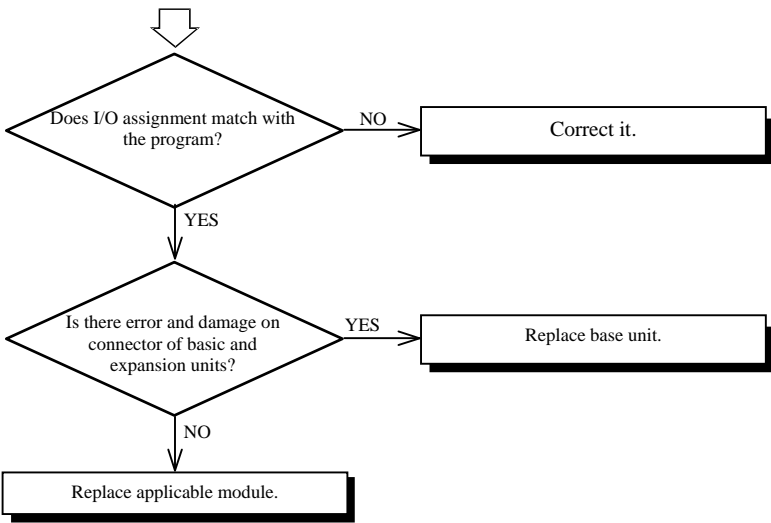 Does I/O assignment match with
the program?
NO
Correct it.
YES
Is there error and damage on
connector of basic and
expansion units?
YES
Replace base unit.
NO
Replace applicable module.